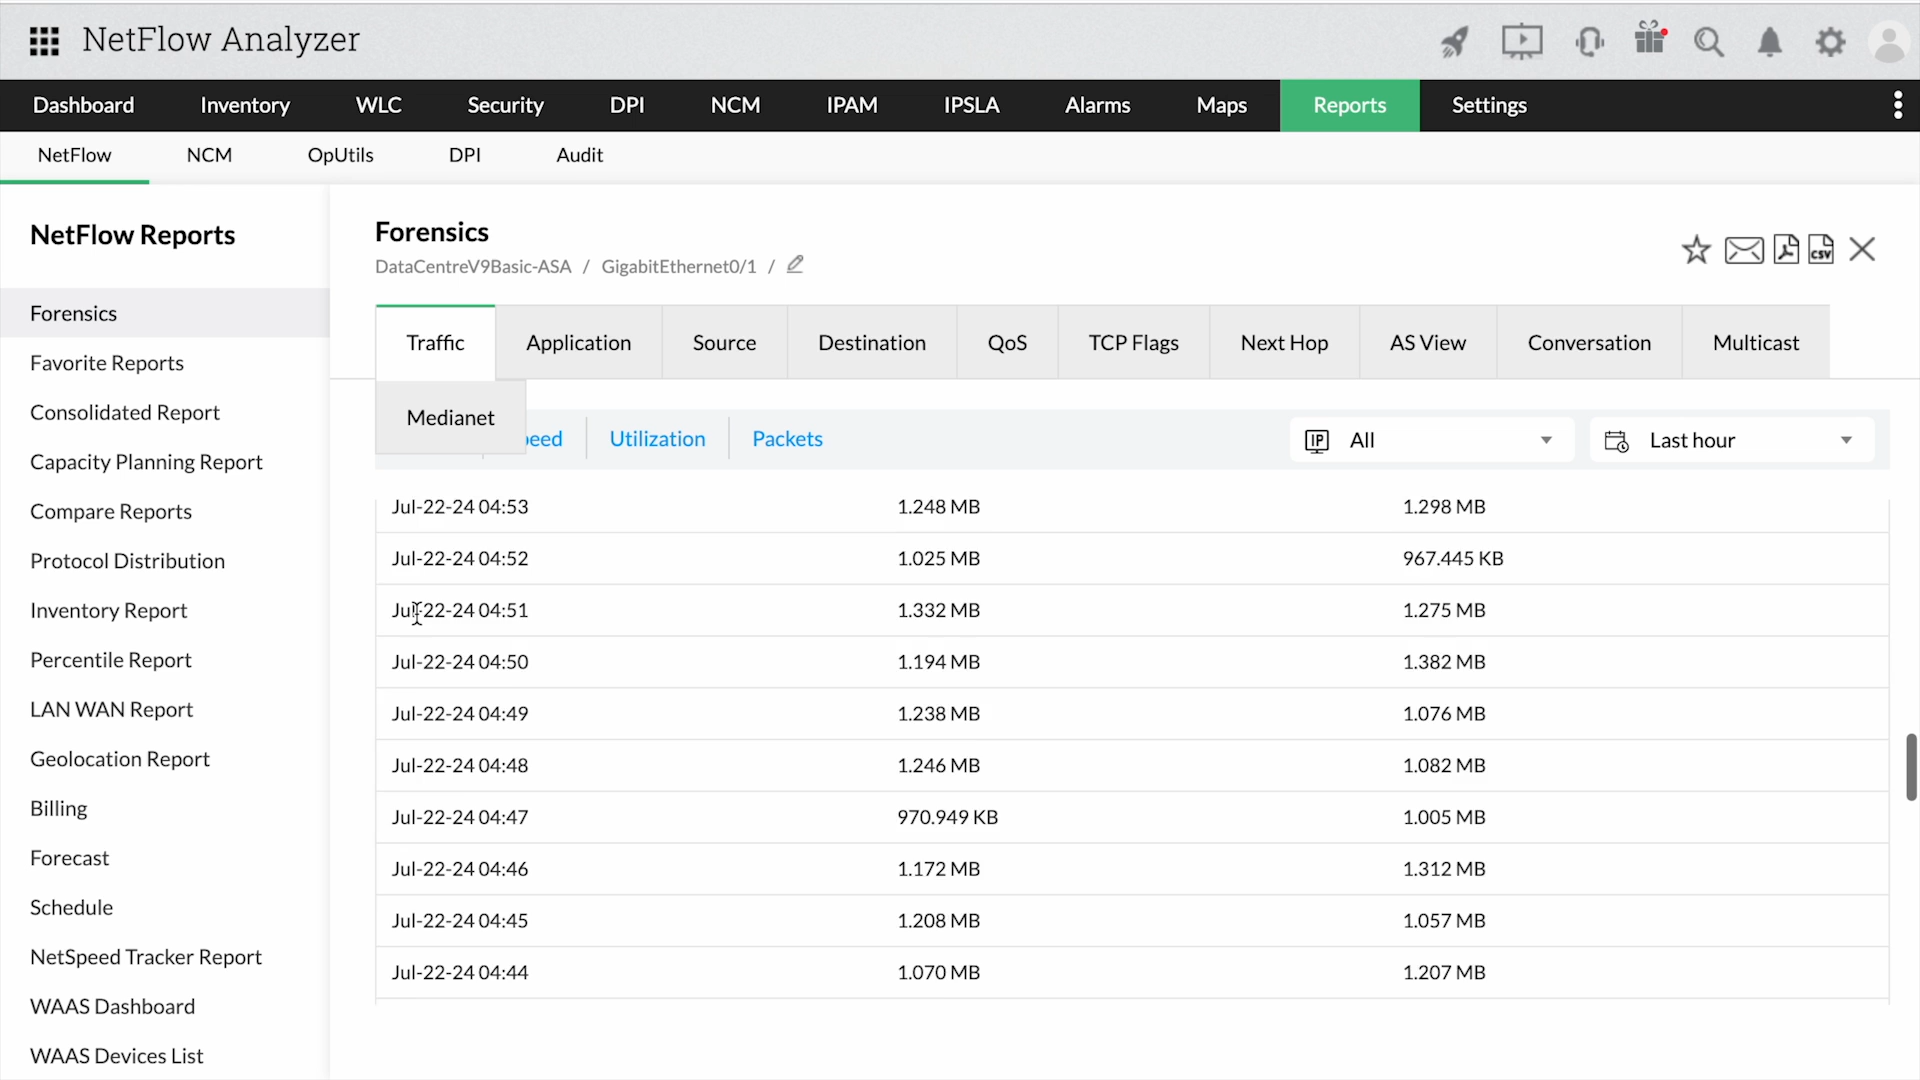 NetFlow Analyzer
Dashboard Inventory WLC Security DPI NCM IPAM IPSLA Alarms Maps Reports Settings
NetFlow NCM OpUtils DPI Audit
NetFlow Reports
Forensics
Favorite Reports
Consolidated Report
Capacity Planning Report
Compare Reports
Protocol Distribution
Inventory Report
Percentile Report
LAN WAN Report
Geolocation Report
Billing
Forecast
Schedule
NetSpeed Tracker Report
WAAS Dashboard
WAAS Devices List
Forensics
DataCentreV9Basic-ASA / GigabitEthernet0/1 /
CSV
Traffic Application Source Destination QoS TCP Flags Next Hop AS View Conversation Multicast
Medianet
peed Utilization Packets IP All Last hour
Jul-22-24 04:53 1.248 MB 1.298 MB
Jul-22-24 04:52 1.025 MB 967.445 KB
Jul-22-24 04:51 1.332 MB 1.275 MB
Jul-22-24 04:50 1.194 MB 1.382 MB
Jul-22-24 04:49 1.238 MB 1.076 MB
Jul-22-24 04:48 1.246 MB 1.082 MB
Jul-22-24 04:47 970.949 KB 1.005 MB
Jul-22-24 04:46 1.172 MB 1.312 MB
Jul-22-24 04:45 1.208 MB 1.057 MB
Jul-22-24 04:44 1.070 MB 1.207 MB